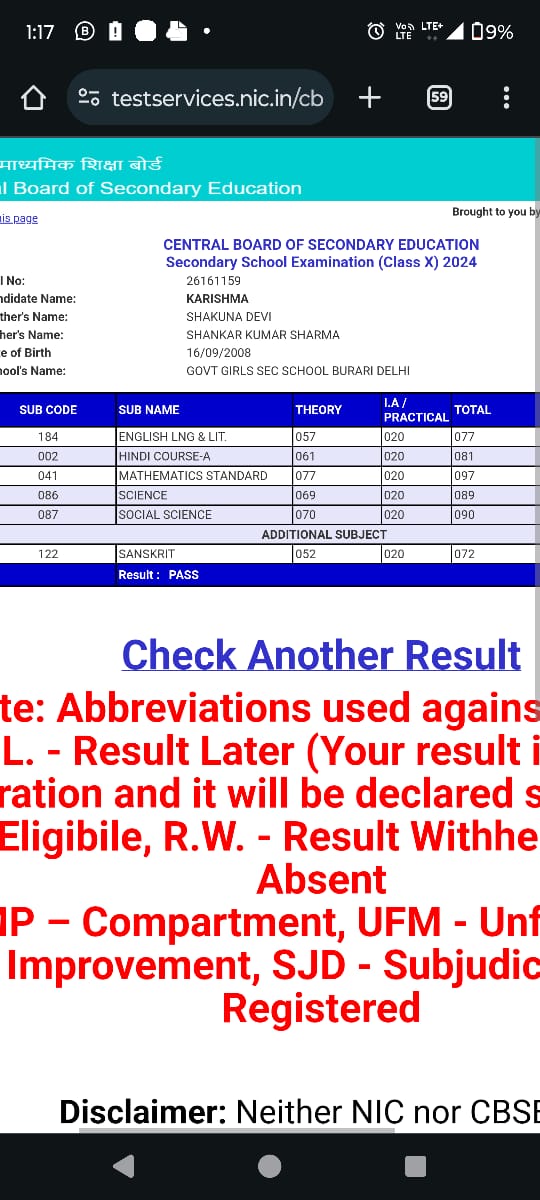 1:17 B Vo LTE LTE+ 9%
testservices.nic.in/cb 59
माध्यमिक शिक्षा बोर्ड
l Board of Secondary Education
is page
Brought to you by
CENTRAL BOARD OF SECONDARY EDUCATION
Secondary School Examination (Class X) 2024
l No: 26161159
ndidate Name: KARISHMA
ther's Name: SHAKUNA DEVI
her's Name: SHANKAR KUMAR SHARMA
e of Birth 16/09/2008
hool's Name: GOVT GIRLS SEC SCHOOL BURARI DELHI
SUB CODE SUB NAME THEORY I.A / PRACTICAL TOTAL
184 ENGLISH LNG & LIT. 057 020 077
002 HINDI COURSE-A 061 020 081
041 MATHEMATICS STANDARD 077 020 097
086 SCIENCE 069 020 089
087 SOCIAL SCIENCE 070 020 090
ADDITIONAL SUBJECT
122 SANSKRIT 052 020 072
Result : PASS
Check Another Result
te: Abbreviations used agains
L. - Result Later (Your result i
ration and it will be declared s
Eligibile, R.W. - Result Withhe
Absent
MP – Compartment, UFM - Unf
Improvement, SJD - Subjudic
Registered
Disclaimer: Neither NIC nor CBSE